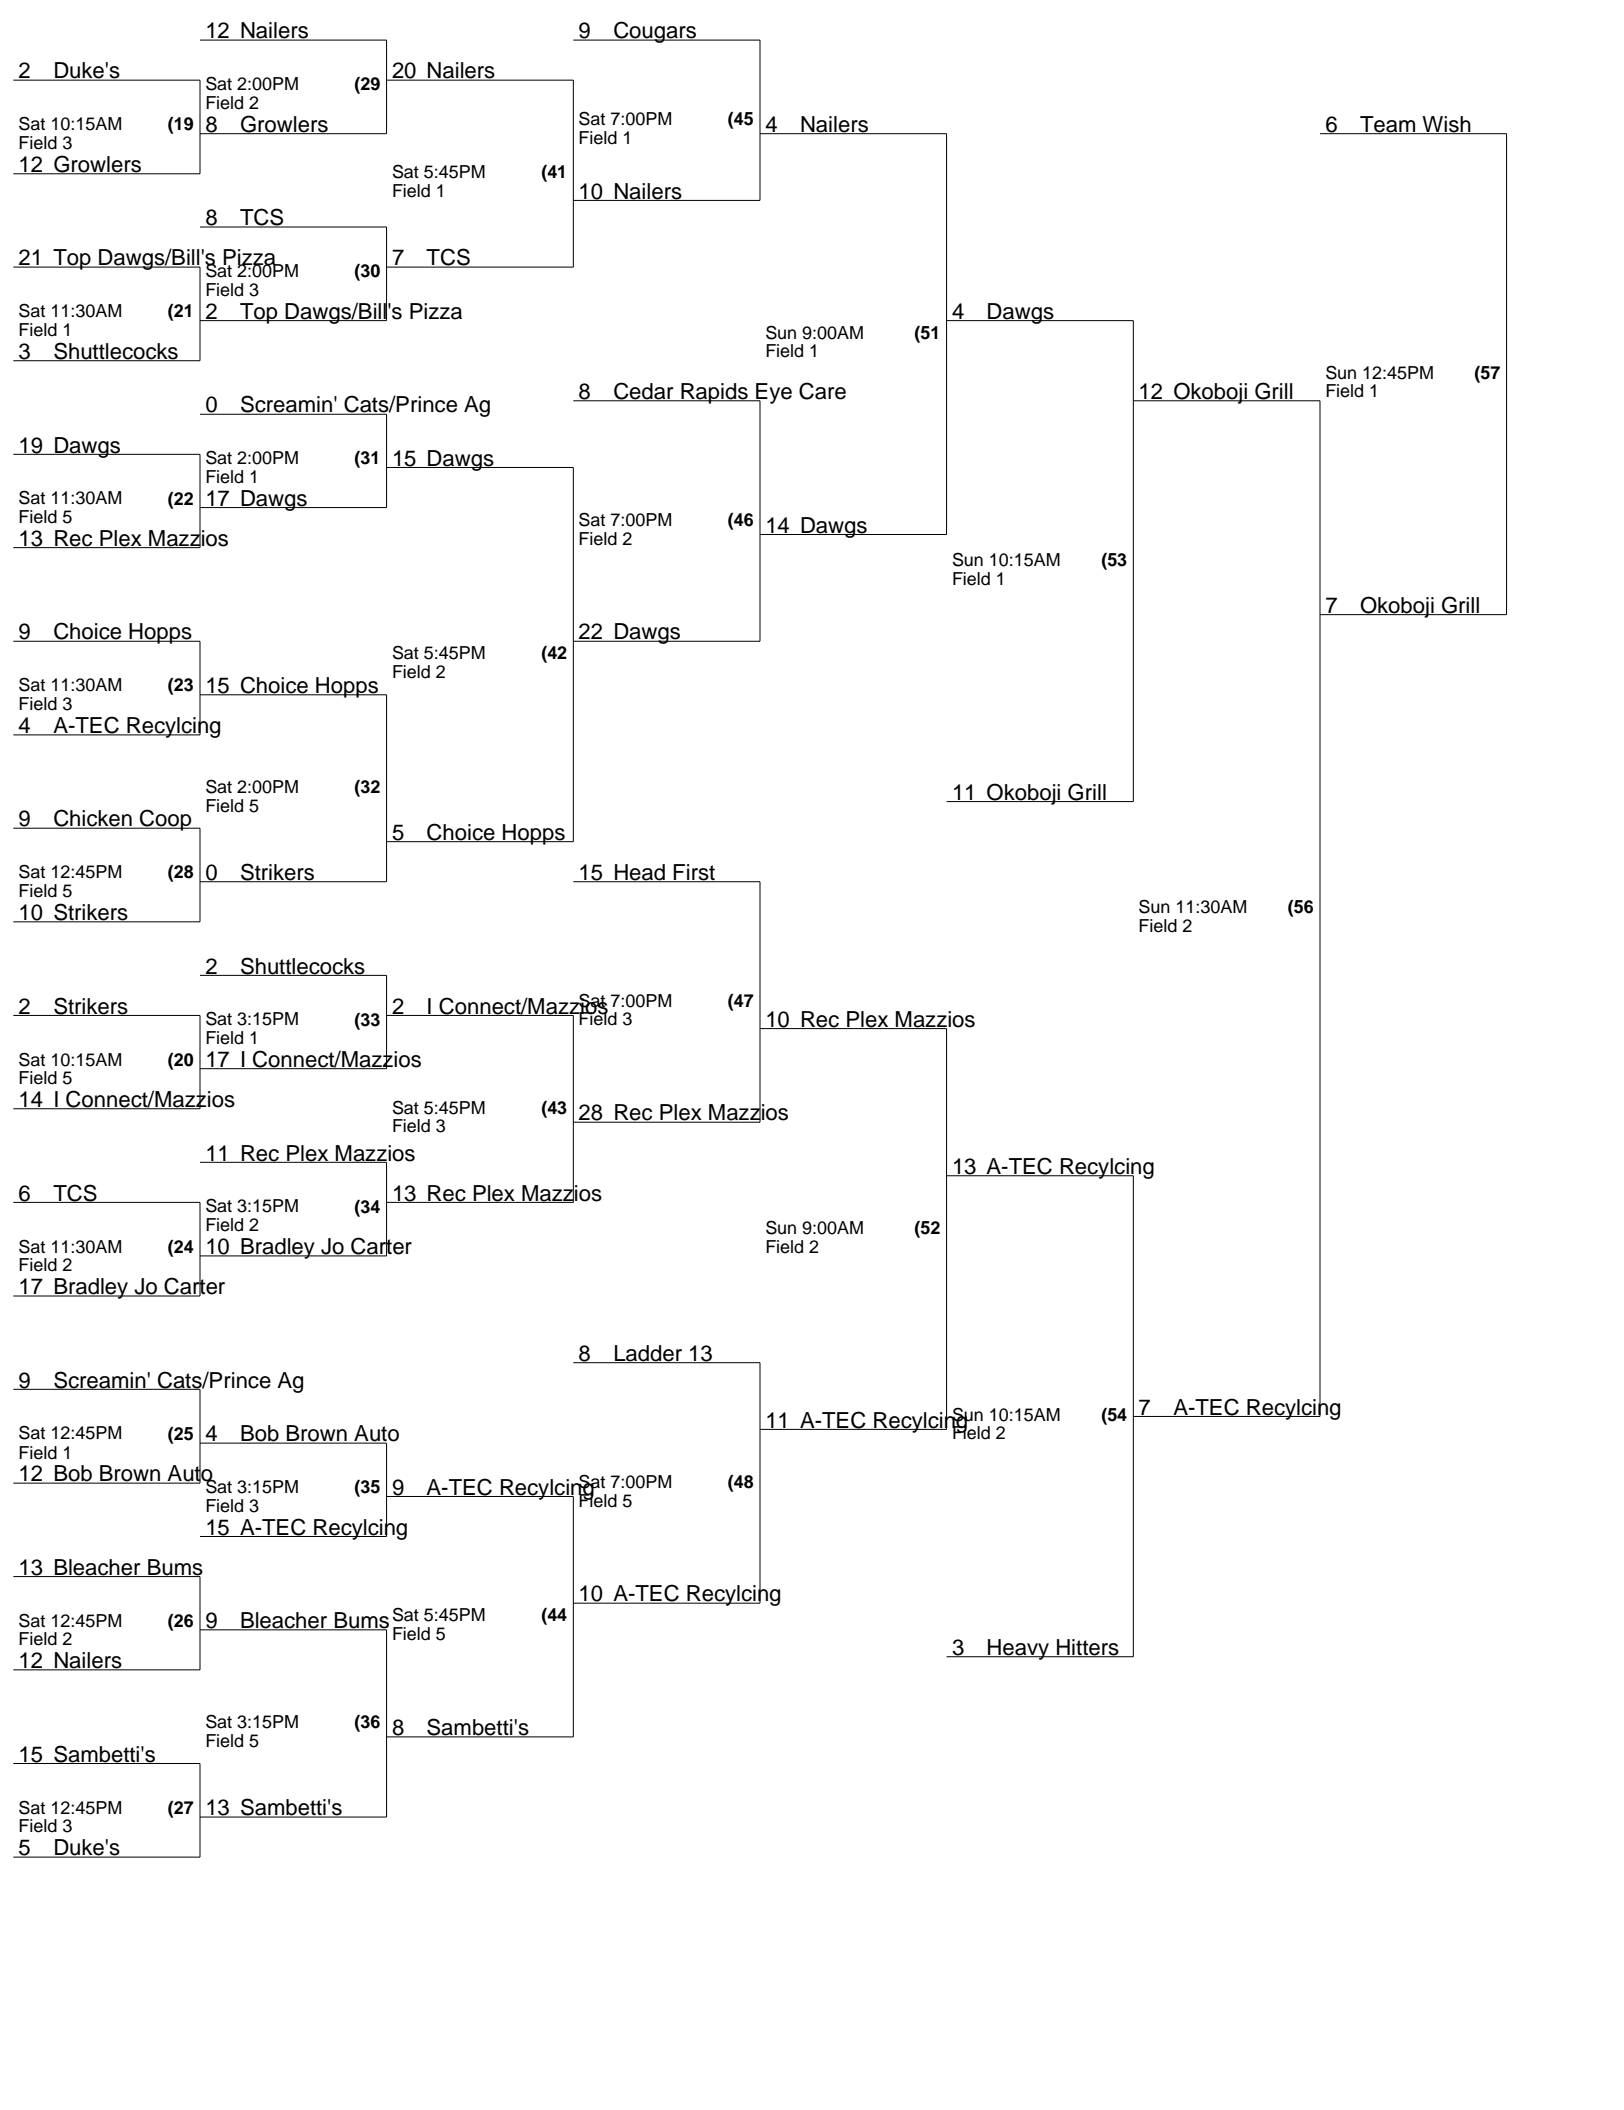 12 Nailers
2 Duke's
Sat 2:00PM (29
Field 2
Sat 10:15AM (19
Field 3
8 Growlers
12 Growlers
8 TCS
21 Top Dawgs/Bill's Pizza
Sat 2:00PM (30
Field 3
Sat 11:30AM (21
Field 1
2 Top Dawgs/Bill's Pizza
3 Shuttlecocks
0 Screamin' Cats/Prince Ag
19 Dawgs
Sat 2:00PM (31
Field 1
Sat 11:30AM (22
Field 5
17 Dawgs
13 Rec Plex Mazzios
9 Choice Hopps
Sat 11:30AM (23
Field 3
15 Choice Hopps
4 A-TEC Recylcing
Sat 2:00PM (32
Field 5
9 Chicken Coop
Sat 12:45PM (28
Field 5
0 Strikers
10 Strikers
2 Shuttlecocks
2 Strikers
Sat 3:15PM (33
Field 1
Sat 10:15AM (20
Field 5
17 I Connect/Mazzios
14 I Connect/Mazzios
11 Rec Plex Mazzios
6 TCS
Sat 3:15PM (34
Field 2
Sat 11:30AM (24
Field 2
10 Bradley Jo Carter
17 Bradley Jo Carter
9 Screamin' Cats/Prince Ag
Sat 12:45PM (25
Field 1
4 Bob Brown Auto
12 Bob Brown Auto
Sat 3:15PM (35
Field 3
15 A-TEC Recylcing
13 Bleacher Bums
Sat 12:45PM (26
Field 2
9 Bleacher Bums
12 Nailers
Sat 3:15PM (36
Field 5
15 Sambetti's
Sat 12:45PM (27
Field 3
13 Sambetti's
5 Duke's
20 Nailers
Sat 5:45PM (41
Field 1
7 TCS
15 Dawgs
Sat 5:45PM (42
Field 2
5 Choice Hopps
2 I Connect/Mazzios
Sat 5:45PM (43
Field 3
13 Rec Plex Mazzios
9 A-TEC Recylcing
Sat 5:45PM (44
Field 5
8 Sambetti's
9 Cougars
Sat 7:00PM (45
Field 1
10 Nailers
8 Cedar Rapids Eye Care
Sat 7:00PM (46
Field 2
22 Dawgs
15 Head First
Sat 7:00PM (47
Field 3
28 Rec Plex Mazzios
8 Ladder 13
Sat 7:00PM (48
Field 5
10 A-TEC Recylcing
4 Nailers
Sun 9:00AM (51
Field 1
14 Dawgs
10 Rec Plex Mazzios
Sun 9:00AM (52
Field 2
11 A-TEC Recylcing
4 Dawgs
Sun 10:15AM (53
Field 1
11 Okoboji Grill
13 A-TEC Recylcing
Sun 10:15AM (54
Field 2
3 Heavy Hitters
12 Okoboji Grill
Sun 11:30AM (56
Field 2
7 A-TEC Recylcing
6 Team Wish
Sun 12:45PM (57
Field 1
7 Okoboji Grill